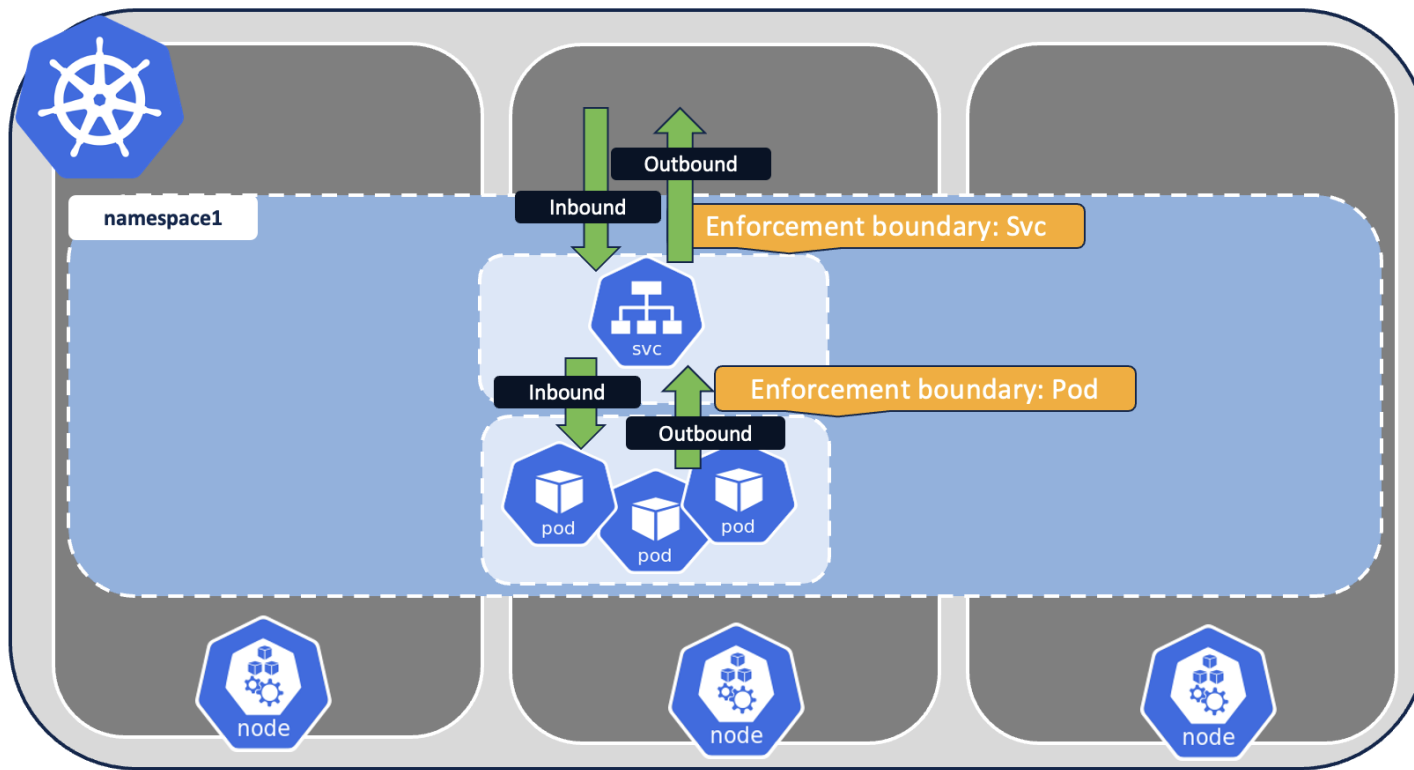 Outbound
Inbound
namespace1
Enforcement boundary: Svc
svc
Inbound
Enforcement boundary: Pod
Outbound
pod
pod
pod
node
node
node